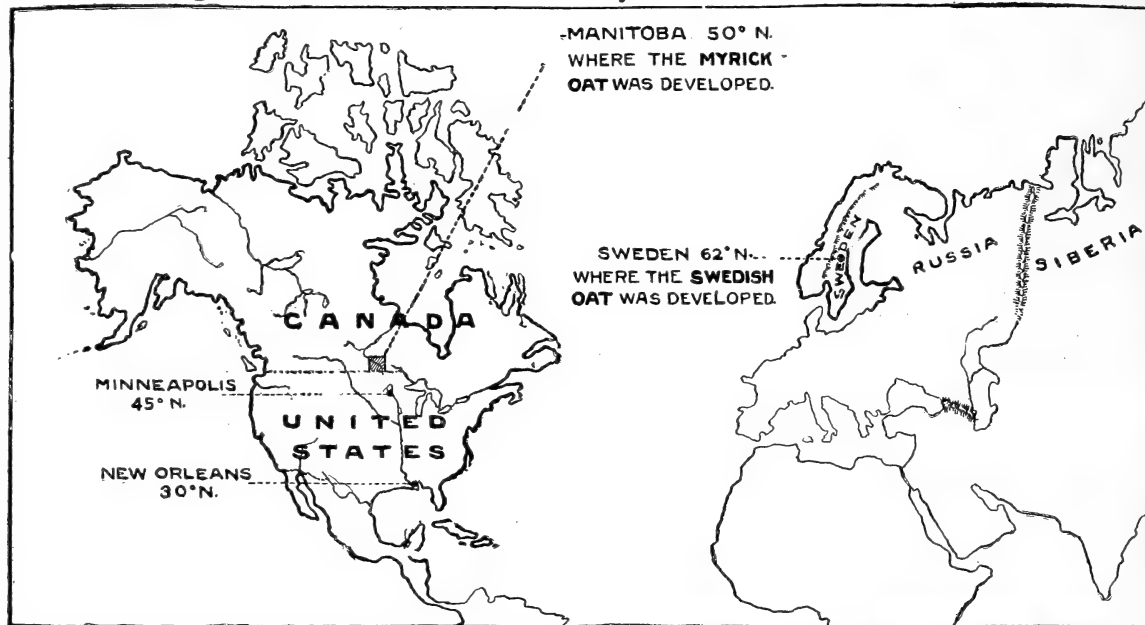 -MANITOBA 50° N.
WHERE THE MYRICK -
OAT WAS DEVELOPED.
SWEDEN 62° N...
WHERE THE SWEDISH
OAT WAS DEVELOPED.
SWEDEN
RUSSIA
SIBERIA
CANADA
MINNEAPOLIS
45° N.
UNITED
STATES
NEW ORLEANS
30° N.